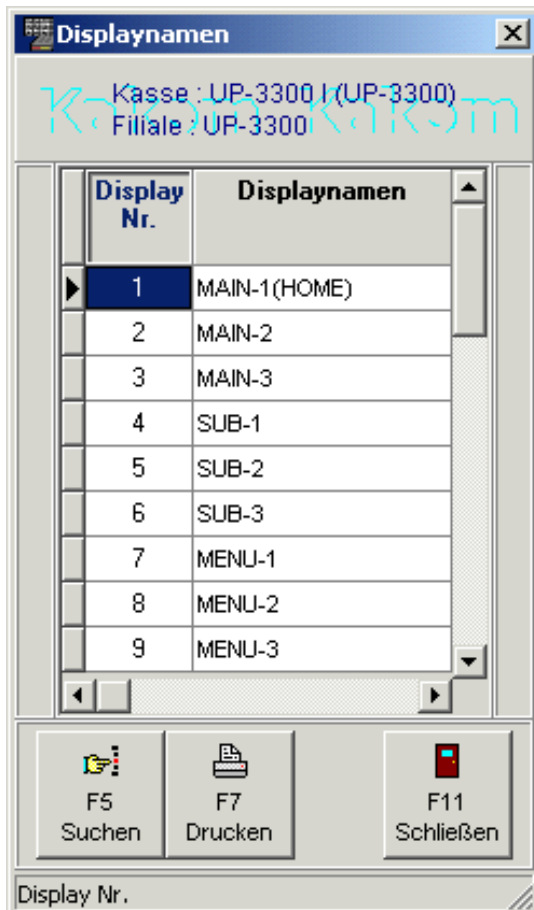 Displaynamen
Kasse : UP-3300 I (UP-3300)
Filiale : UP-3300
Kakom Kakom
Display Nr. Displaynamen
1 MAIN-1(HOME)
2 MAIN-2
3 MAIN-3
4 SUB-1
5 SUB-2
6 SUB-3
7 MENU-1
8 MENU-2
9 MENU-3
F5 Suchen
F7 Drucken
F11 Schließen
Display Nr.